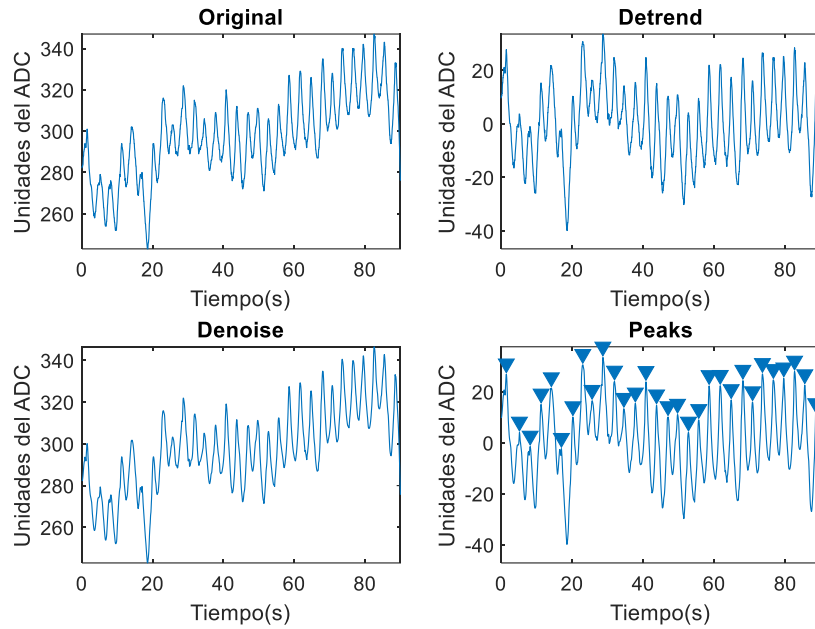 Original
Unidades del ADC
340
320
300
280
260
0 20 40 60 80
Tiempo(s)
Detrend
Unidades del ADC
20
0
-20
-40
0 20 40 60 80
Tiempo(s)
Denoise
Unidades del ADC
340
320
300
280
260
0 20 40 60 80
Tiempo(s)
Peaks
Unidades del ADC
20
0
-20
-40
0 20 40 60 80
Tiempo(s)